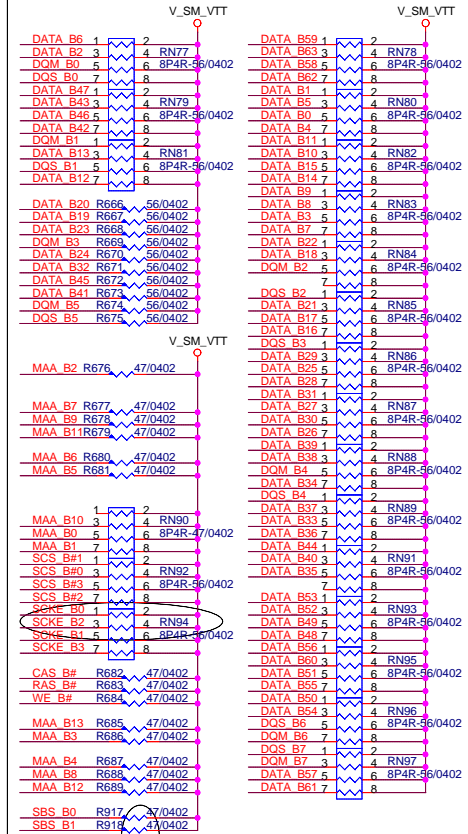 V_SM_VTT
DATA_B6 1 2
DATA_B2 3 4 RN77
DQM_B0 5 6 8P4R-56/0402
DQS_B0 7 8
DATA_B47 1 2
DATA_B43 3 4 RN79
DATA_B46 5 6 8P4R-56/0402
DATA_B42 7 8
DQM_B1 1 2
DATA_B13 3 4 RN81
DQS_B1 5 6 8P4R-56/0402
DATA_B12 7 8
DATA_B20 R666 56/0402
DATA_B19 R667 56/0402
DATA_B23 R668 56/0402
DQM_B3 R669 56/0402
DATA_B24 R670 56/0402
DATA_B32 R671 56/0402
DATA_B45 R672 56/0402
DATA_B41 R673 56/0402
DQM_B5 R674 56/0402
DQS_B5 R675 56/0402
V_SM_VTT
MAA_B2 R676 47/0402
MAA_B7 R677 47/0402
MAA_B9 R678 47/0402
MAA_B11 R679 47/0402
MAA_B6 R680 47/0402
MAA_B5 R681 47/0402
1 2
MAA_B10 3 4 RN90
MAA_B0 5 6 8P4R-47/0402
MAA_B1 7 8
SCS_B#1 1 2
SCS_B#0 3 4 RN92
SCS_B#3 5 6 8P4R-56/0402
SCS_B#2 7 8
SCKE_B0 1 2
SCKE_B2 3 4 RN94
SCKE_B1 5 6 8P4R-56/0402
SCKE_B3 7 8
CAS_B# R682 47/0402
RAS_B# R683 47/0402
WE_B# R684 47/0402
MAA_B13 R685 47/0402
MAA_B3 R686 47/0402
MAA_B4 R687 47/0402
MAA_B8 R688 47/0402
MAA_B12 R689 47/0402
SBS_B0 R917 47/0402
SBS_B1 R918 47/0402
V_SM_VTT
DATA_B59 1 2
DATA_B63 3 4 RN78
DATA_B58 5 6 8P4R-56/0402
DATA_B62 7 8
DATA_B1 1 2
DATA_B5 3 4 RN80
DATA_B0 5 6 8P4R-56/0402
DATA_B4 7 8
DATA_B11 1 2
DATA_B10 3 4 RN82
DATA_B15 5 6 8P4R-56/0402
DATA_B14 7 8
DATA_B9 1 2
DATA_B8 3 4 RN83
DATA_B3 5 6 8P4R-56/0402
DATA_B7 7 8
DATA_B22 1 2
DATA_B18 3 4 RN84
DQM_B2 5 6 8P4R-56/0402
7 8
DQS_B2 1 2
DATA_B21 3 4 RN85
DATA_B17 5 6 8P4R-56/0402
DATA_B16 7 8
DQS_B3 1 2
DATA_B29 3 4 RN86
DATA_B25 5 6 8P4R-56/0402
DATA_B28 7 8
DATA_B31 1 2
DATA_B27 3 4 RN87
DATA_B30 5 6 8P4R-56/0402
DATA_B26 7 8
DATA_B39 1 2
DATA_B38 3 4 RN88
DQM_B4 5 6 8P4R-56/0402
DATA_B34 7 8
DQS_B4 1 2
DATA_B37 3 4 RN89
DATA_B33 5 6 8P4R-56/0402
DATA_B36 7 8
DATA_B44 1 2
DATA_B40 3 4 RN91
DATA_B35 5 6 8P4R-56/0402
7 8
DATA_B53 1 2
DATA_B52 3 4 RN93
DATA_B49 5 6 8P4R-56/0402
DATA_B48 7 8
DATA_B56 1 2
DATA_B60 3 4 RN95
DATA_B51 5 6 8P4R-56/0402
DATA_B55 7 8
DATA_B50 1 2
DATA_B54 3 4 RN96
DQS_B6 5 6 8P4R-56/0402
DQM_B6 7 8
DQS_B7 1 2
DQM_B7 3 4 RN97
DATA_B57 5 6 8P4R-56/0402
DATA_B61 7 8